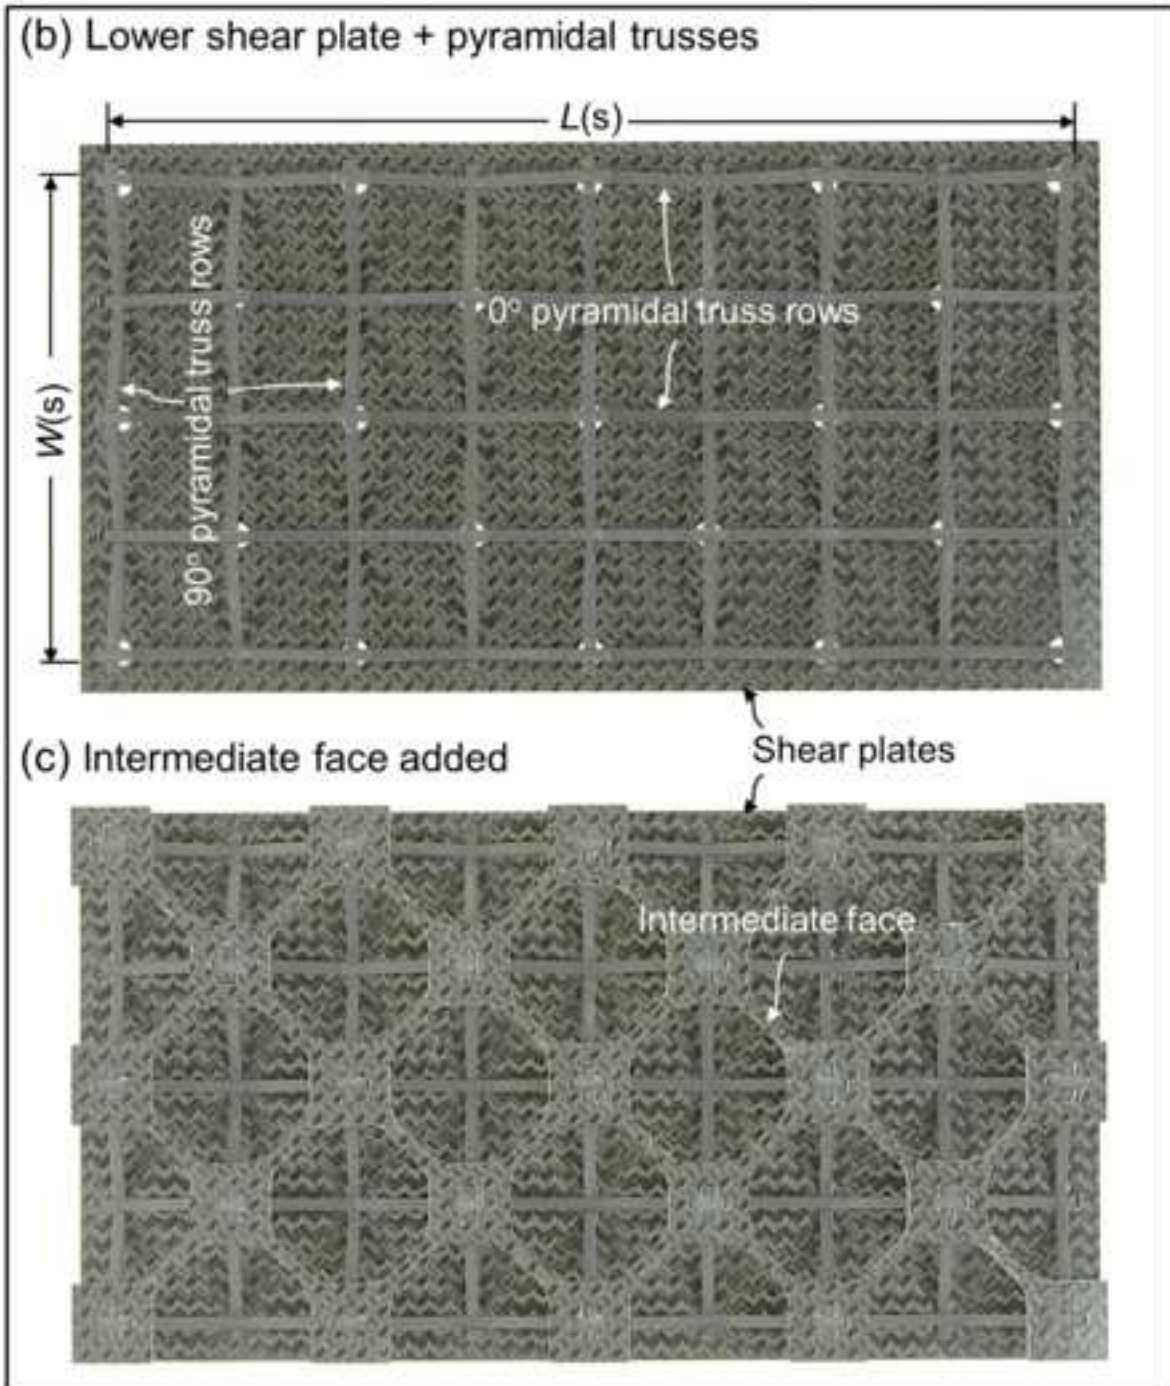 (b) Lower shear plate + pyramidal trusses
L(s)
W(s)
90° pyramidal truss rows
0° pyramidal truss rows
Shear plates
(c) Intermediate face added
Intermediate face